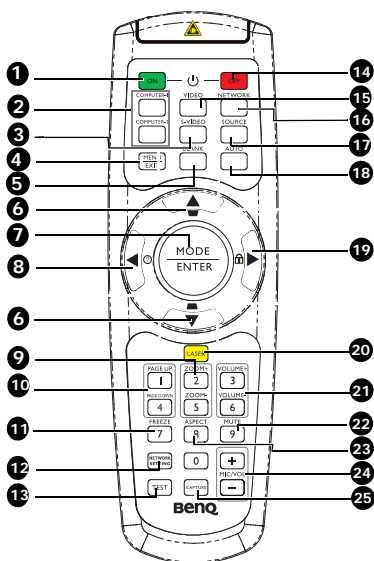 1 ON OFF 14
COMPUTER-1 VIDEO NETWORK 15
2 16
COMPUTER-2 S-VIDEO SOURCE
3 17
4 MENU EXIT BLANK AUTO
5 18
6
7 MODE 19
8 ENTER
6
LASER 20
9 PAGE UP ZOOM+ VOLUME+
10 1 2 3
PAGE DOWN ZOOM- VOLUME- 21
4 5 6
FREEZE ASPECT MUTE 22
11 7 8 9
23
12 NETWORK SETTING 0 +
MIC/VOL 24
13 TEST CAPTURE − 25
BenQ